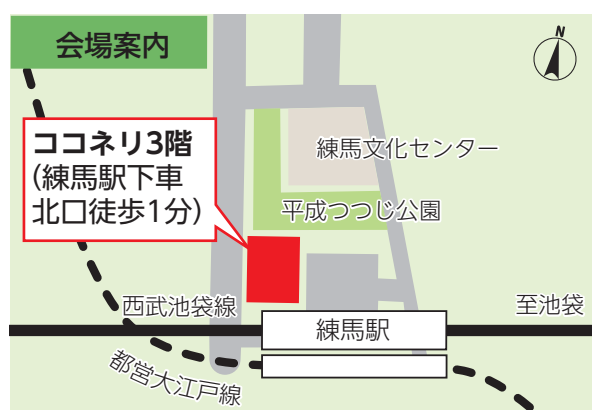 会場案内
N
ココネリ3階
(練馬駅下車
北口徒歩1分)
練馬文化センター
平成つつじ公園
西武池袋線
至池袋
練馬駅
都営大江戸線